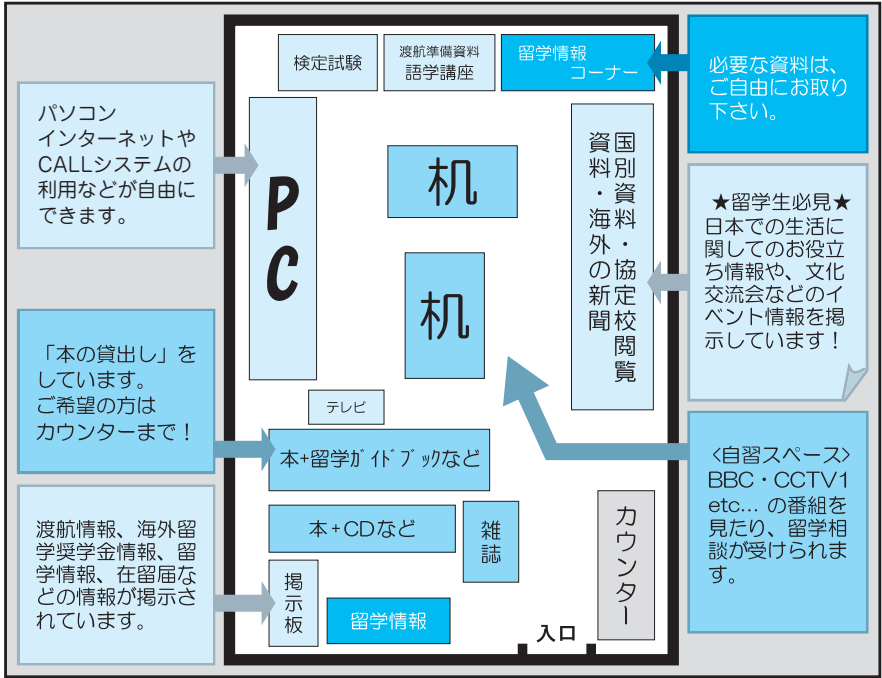 検定試験
渡航準備資料
語学講座
留学情報
コーナー
必要な資料は、
ご自由にお取り
下さい。
パソコン
インターネットや
CALLシステムの
利用などが自由に
できます。
PC
机
机
国別資料・協定校閲覧
資料・海外の新聞
★留学生必見★
日本での生活に
関してのお役立
ち情報や、文化
交流会などのイ
ベント情報を掲
示しています！
「本の貸出し」を
しています。
ご希望の方は
カウンターまで！
テレビ
本+留学ｶﾞｲﾄﾞﾌﾞｯｸなど
〈自習スペース〉
BBC・CCTV1
etc... の番組を
見たり、留学相
談が受けられま
す。
渡航情報、海外留
学奨学金情報、留
学情報、在留届な
どの情報が掲示さ
れています。
本+CDなど
雑誌
カウンター
掲示板
留学情報
入口